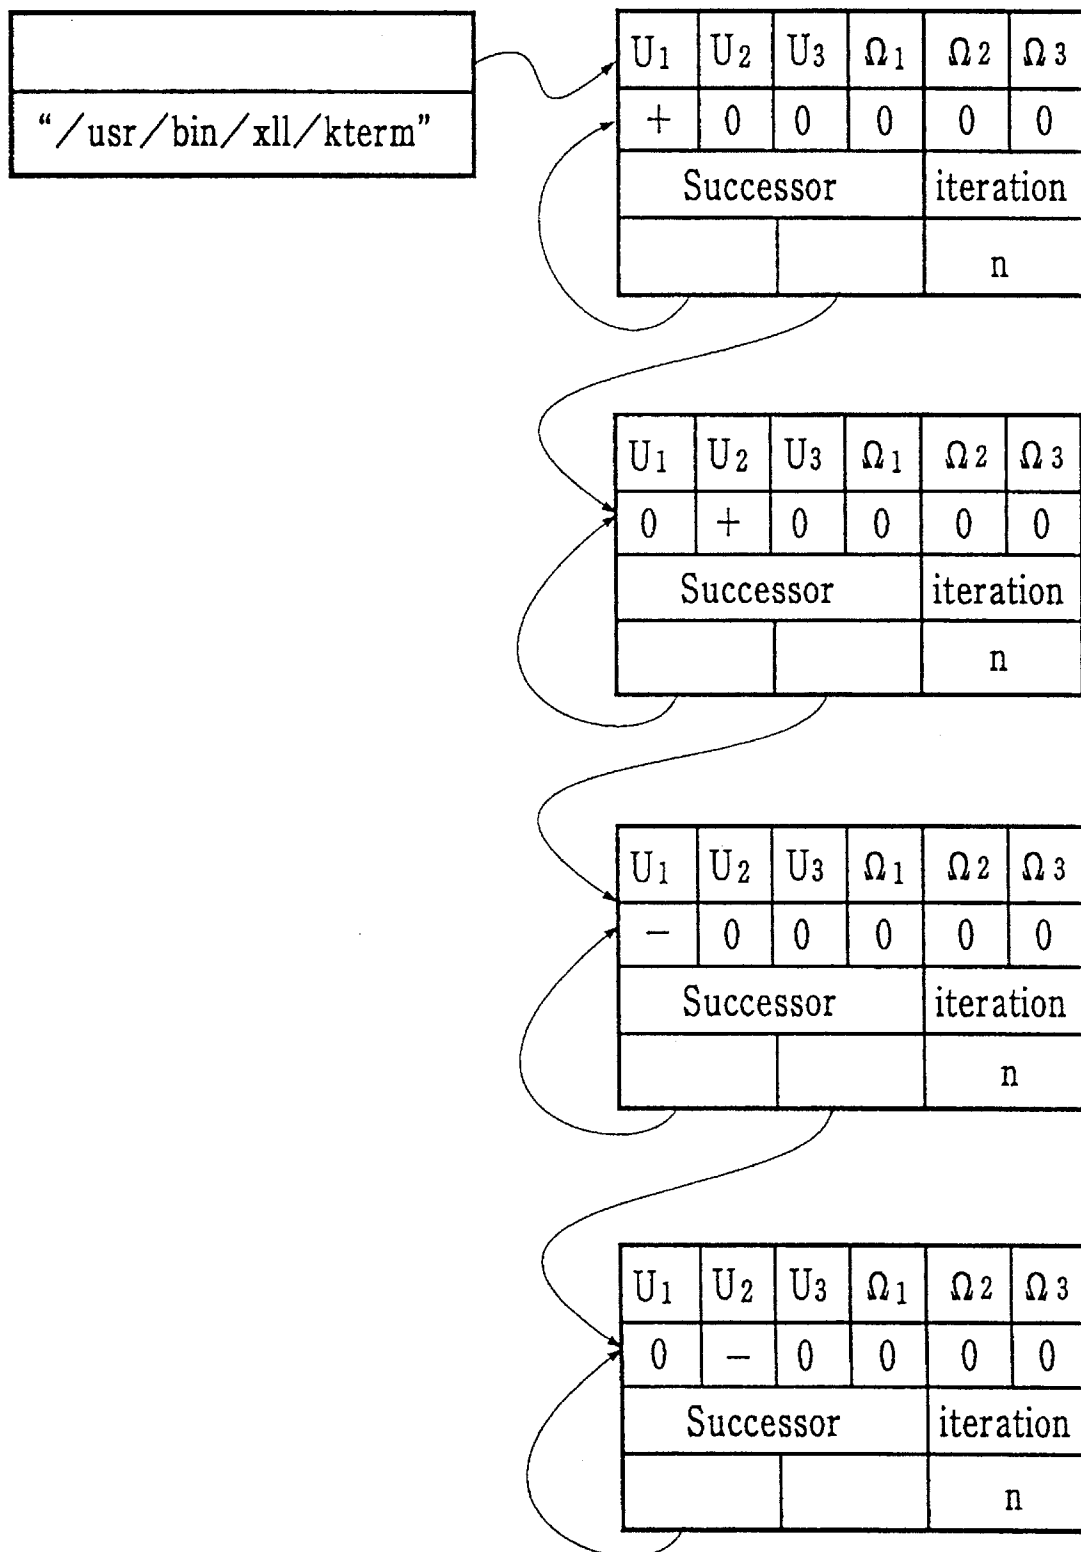 “/usr/bin/xll/kterm”
U1 U2 U3 Ω1 Ω2 Ω3
+ 0 0 0 0 0
Successor iteration
n
U1 U2 U3 Ω1 Ω2 Ω3
0 + 0 0 0 0
Successor iteration
n
U1 U2 U3 Ω1 Ω2 Ω3
− 0 0 0 0 0
Successor iteration
n
U1 U2 U3 Ω1 Ω2 Ω3
0 − 0 0 0 0
Successor iteration
n